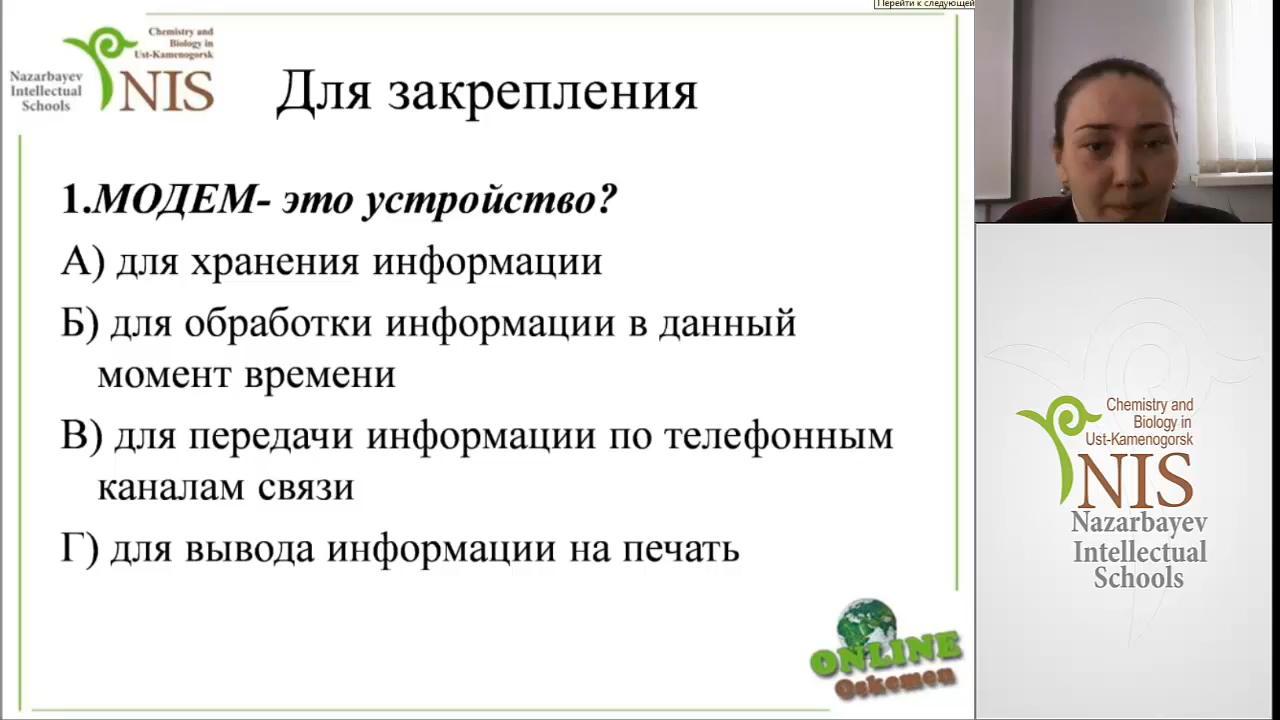 Перейти к следующей
Chemistry and
Biology in
Ust-Kamenogorsk
Nazarbayev
Intellectual
Schools
NIS
Для закрепления
1.МОДЕМ- это устройство?
А) для хранения информации
Б) для обработки информации в данный
момент времени
В) для передачи информации по телефонным
каналам связи
Г) для вывода информации на печать
ONLINE
Oskemen
Chemistry and
Biology in
Ust-Kamenogorsk
NIS
Nazarbayev
Intellectual
Schools